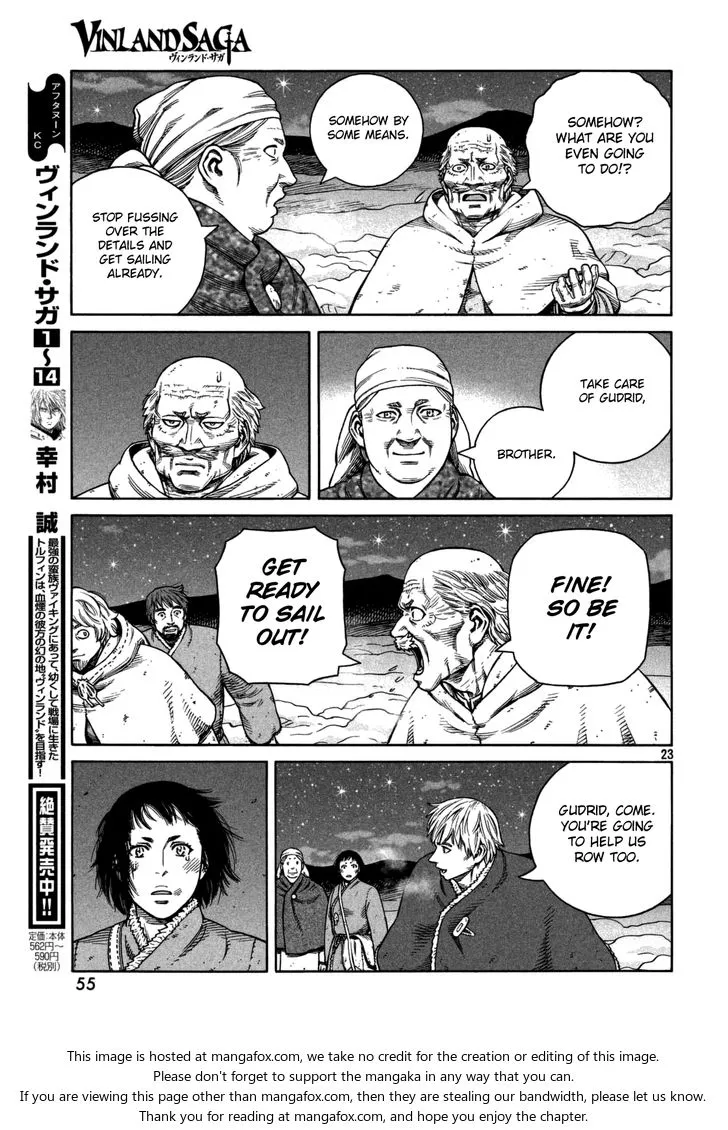 VINLAND SAGA
ヴィンランド・サガ
アフタヌーン
KC
ヴィンランド・サガ
1~14
幸村 誠
最強の蛮族ヴァイキングにあって、幼くして戦場に生きた
トルフィンは、血煙の彼方の幻の地"ヴィンランド"を目指す!
絶賛発売中!!
定価:本体
562円~
590円
(税別)
SOMEHOW?
WHAT ARE YOU
EVEN GOING
TO DO!?
SOMEHOW BY
SOME MEANS.
STOP FUSSING
OVER THE
DETAILS AND
GET SAILING
ALREADY.
TAKE CARE
OF GUDRID,
BROTHER.
FINE!
SO BE
IT!
GET
READY
TO SAIL
OUT!
23
GUDRID, COME.
YOU'RE GOING
TO HELP
US ROW TOO.
55
This image is hosted at mangafox.com, we take no credit for the creation or editing of this image.
Please don't forget to support the mangaka in any way that you can.
If you are viewing this page other than mangafox.com, then they are stealing our bandwidth, please let us know.
Thank you for reading at mangafox.com, and hope you enjoy the chapter.